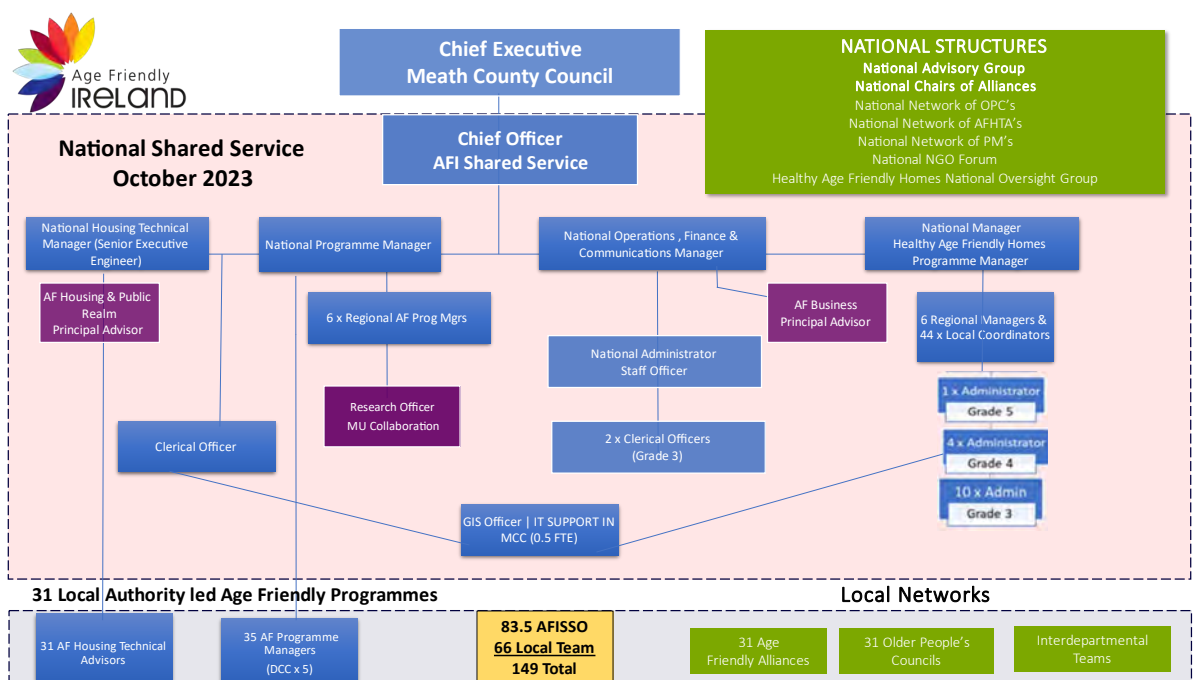 Age Friendly
IRELAND
Chief Executive
Meath County Council
NATIONAL STRUCTURES
National Advisory Group
National Chairs of Alliances
National Network of OPC's
National Network of AFHTA's
National Network of PM's
National NGO Forum
Healthy Age Friendly Homes National Oversight Group
National Shared Service
October 2023
Chief Officer
AFI Shared Service
National Housing Technical
Manager (Senior Executive
Engineer)
National Programme Manager
National Operations , Finance &
Communications Manager
National Manager
Healthy Age Friendly Homes
Programme Manager
AF Housing & Public
Realm
Principal Advisor
6 x Regional AF Prog Mgrs
AF Business
Principal Advisor
6 Regional Managers &
44 x Local Coordinators
National Administrator
Staff Officer
Research Officer
MU Collaboration
1 x Administrator
Grade 5
Clerical Officer
2 x Clerical Officers
(Grade 3)
4 x Administrator
Grade 4
10 x Admin
Grade 3
GIS Officer | IT SUPPORT IN
MCC (0.5 FTE)
31 Local Authority led Age Friendly Programmes
Local Networks
31 AF Housing Technical
Advisors
35 AF Programme
Managers
(DCC x 5)
83.5 AFISSO
66 Local Team
149 Total
31 Age
Friendly Alliances
31 Older People's
Councils
Interdepartmental
Teams